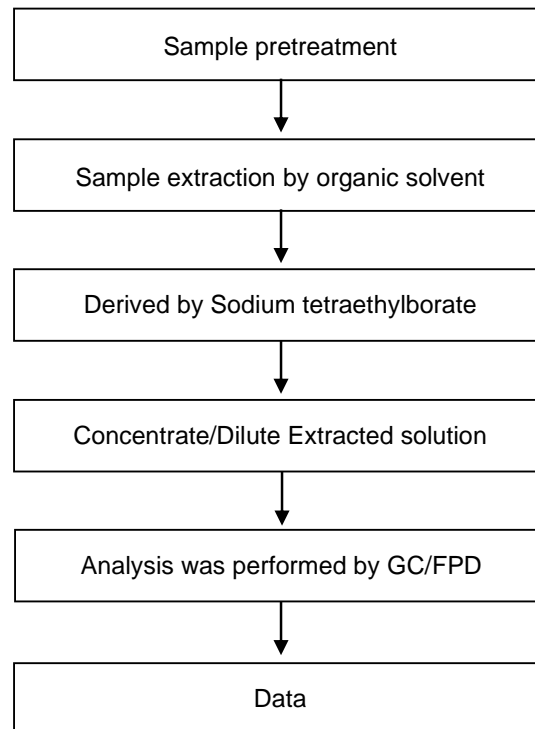 Sample pretreatment
Sample extraction by organic solvent
Derived by Sodium tetraethylborate
Concentrate/Dilute Extracted solution
Analysis was performed by GC/FPD
Data